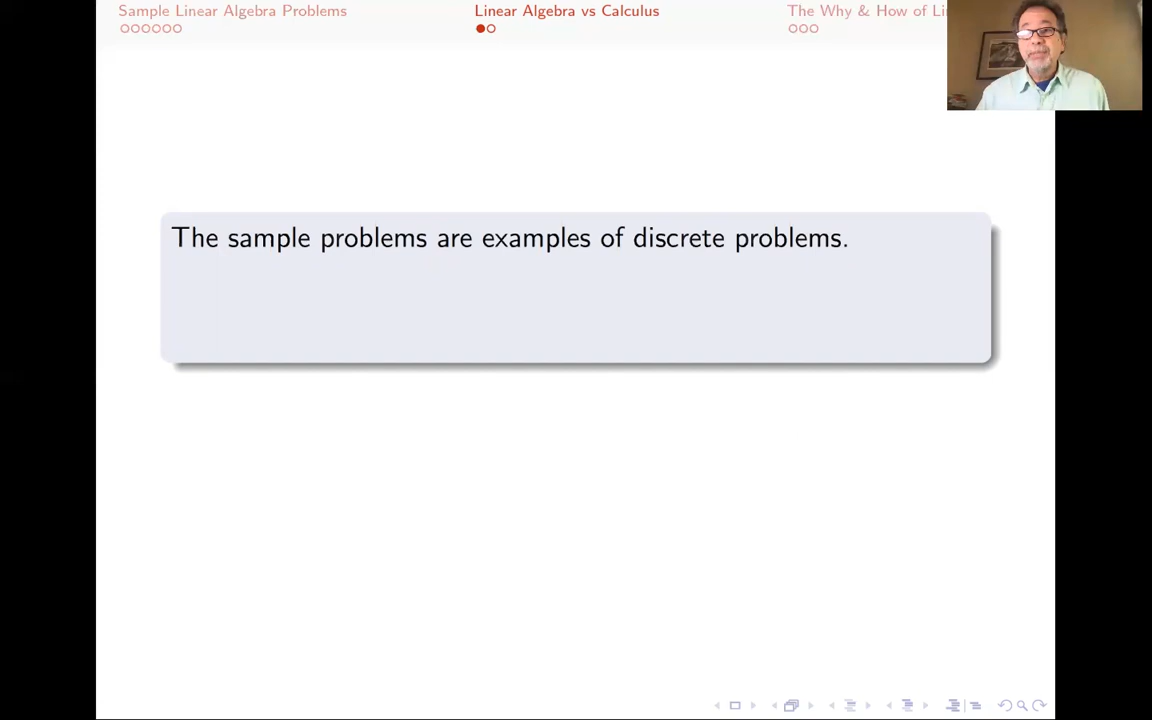 Sample Linear Algebra Problems
Linear Algebra vs Calculus
The Why & How of
The sample problems are examples of discrete problems.